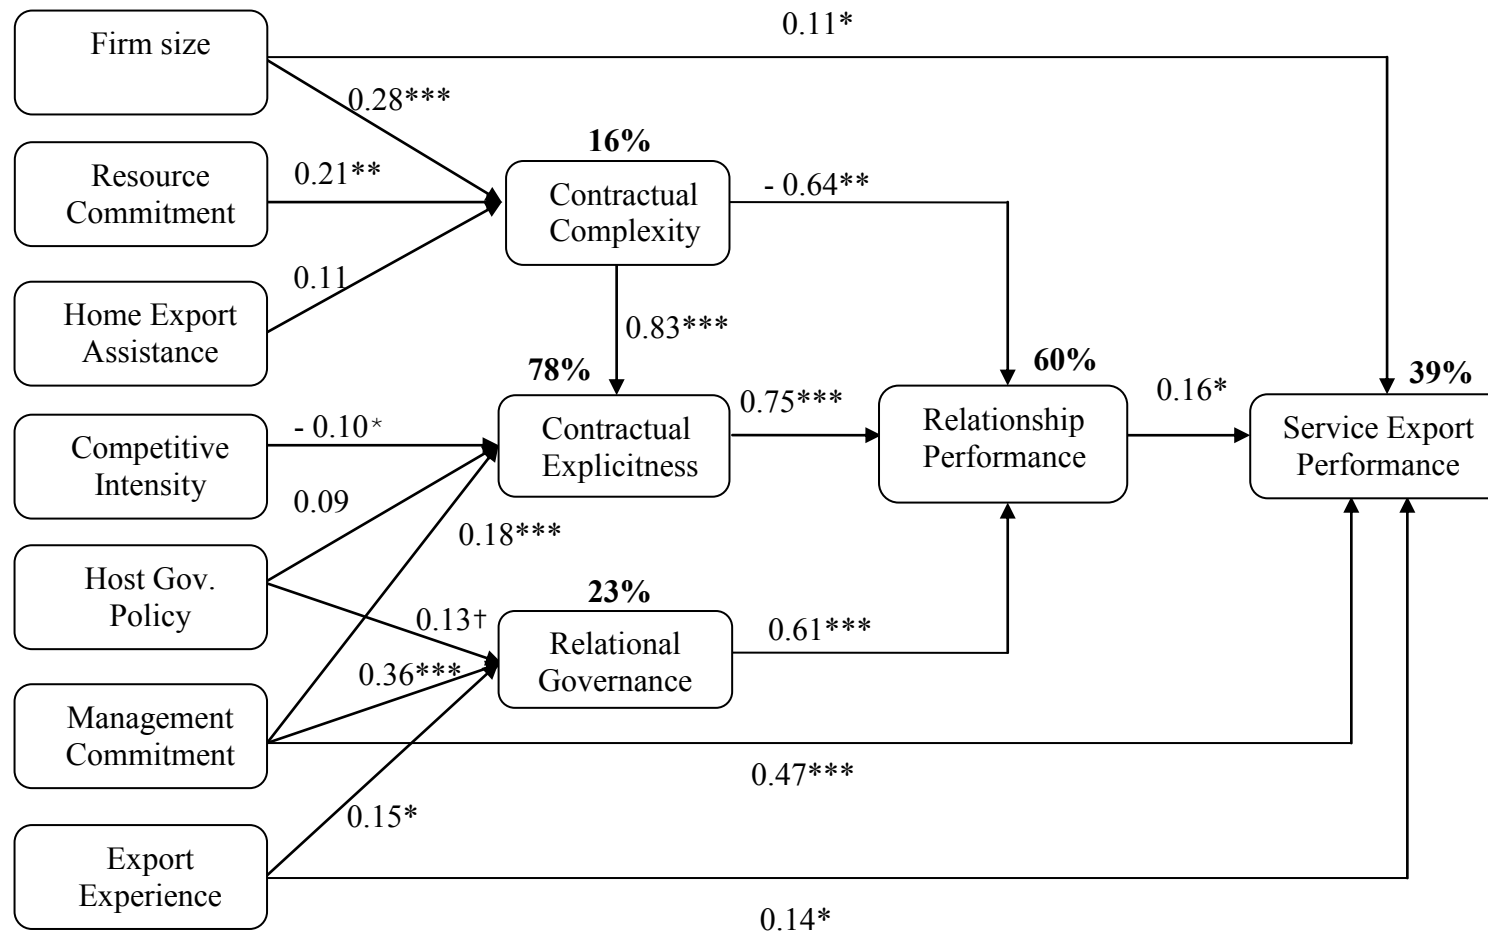 0.11*
Firm size
0.28***
16%
Resource
Commitment
0.21**
Contractual
Complexity
- 0.64**
Home Export
Assistance
0.11
0.83***
78%
60%
39%
Competitive
Intensity
- 0.10*
Contractual
Explicitness
0.75***
Relationship
Performance
0.16*
Service Export
Performance
0.09
0.18***
Host Gov.
Policy
0.13†
23%
Relational
Governance
0.61***
0.36***
Management
Commitment
0.47***
0.15*
Export
Experience
0.14*